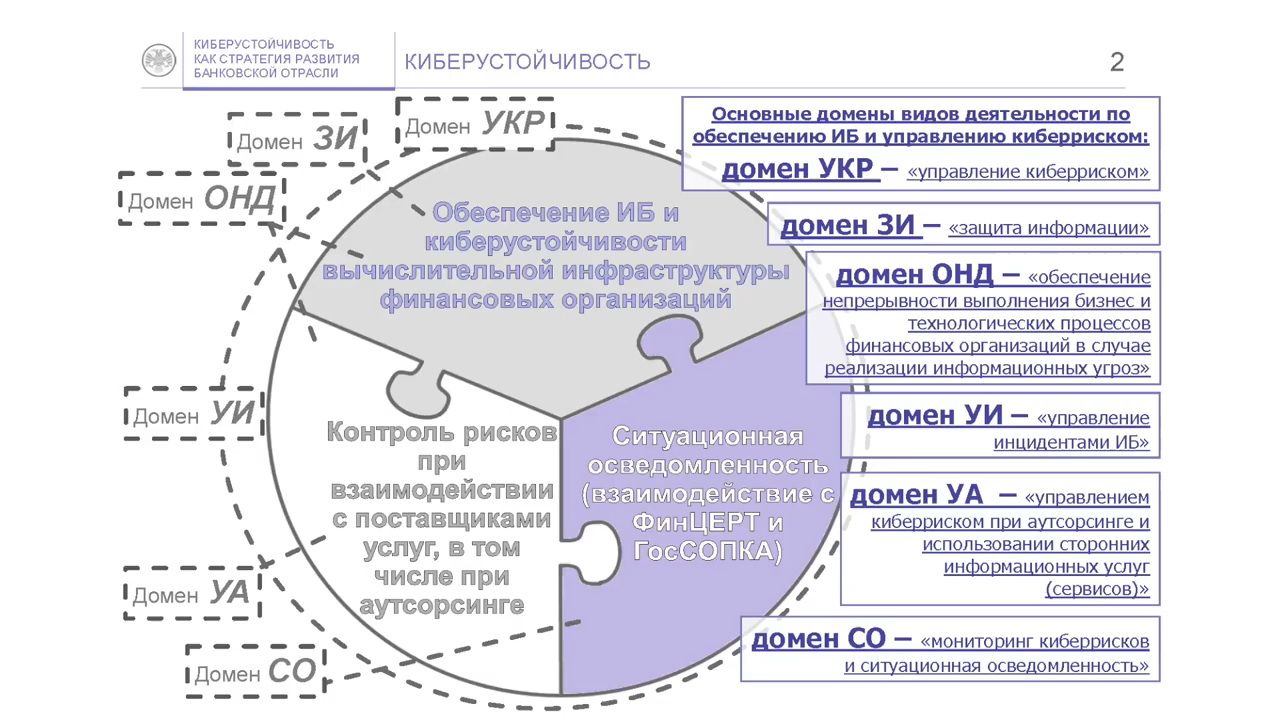 КИБЕРУСТОЙЧИВОСТЬ
КАК СТРАТЕГИЯ РАЗВИТИЯ
БАНКОВСКОЙ ОТРАСЛИ
КИБЕРУСТОЙЧИВОСТЬ
2
Домен УКР
Домен ЗИ
Домен ОНД
Домен УИ
Домен УА
Домен СО
Обеспечение ИБ и
киберустойчивости
вычислительной инфраструктуры
финансовых организаций
Контроль рисков
при
взаимодействии
с поставщиками
услуг, в том
числе при
аутсорсинге
Ситуационная
осведомленность
(взаимодействие с
ФинЦЕРТ и
ГосСОПКА)
Основные домены видов деятельности по
обеспечению ИБ и управлению киберриском:
домен УКР – «управление киберриском»
домен ЗИ – «защита информации»
домен ОНД – «обеспечение
непрерывности выполнения бизнес и
технологических процессов
финансовых организаций в случае
реализации информационных угроз»
домен УИ – «управление
инцидентами ИБ»
домен УА – «управлением
киберриском при аутсорсинге и
использовании сторонних
информационных услуг
(сервисов)»
домен СО – «мониторинг киберрисков
и ситуационная осведомленность»